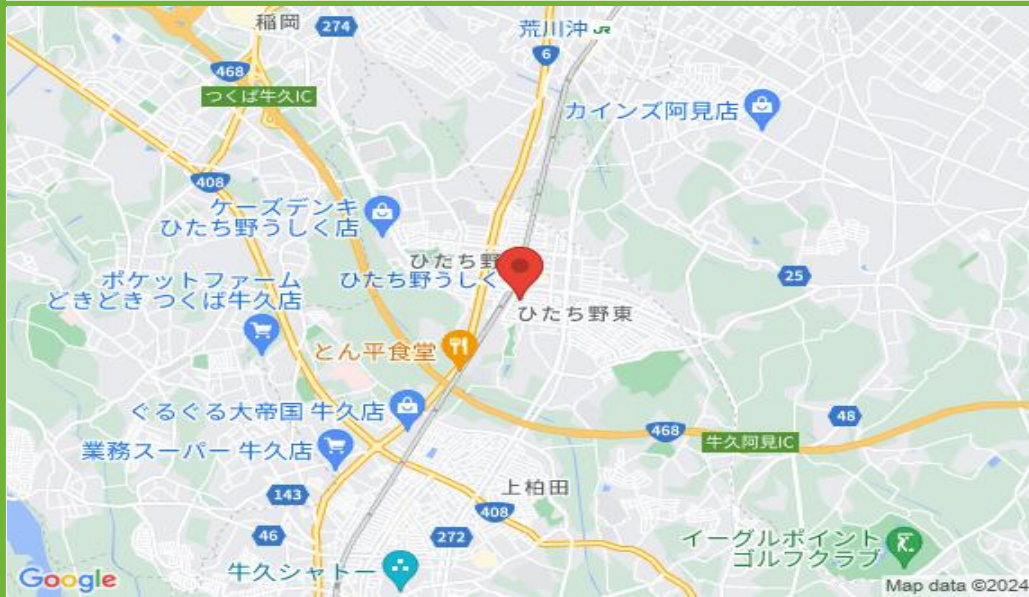 稲岡
274
荒川沖
JR
6
468
つくば牛久IC
カインズ阿見店
408
ケーズデンキ
ひたち野うしく店
ひたち野
ひたち野うしく
25
ポケットファーム
どきどき つくば牛久店
ひたち野東
とん平食堂
ぐるぐる大帝国 牛久店
48
468
牛久阿見IC
業務スーパー 牛久店
143
上柏田
408
46
272
イーグルポイント
ゴルフクラブ
牛久シャトー
Google
Map data ©2024